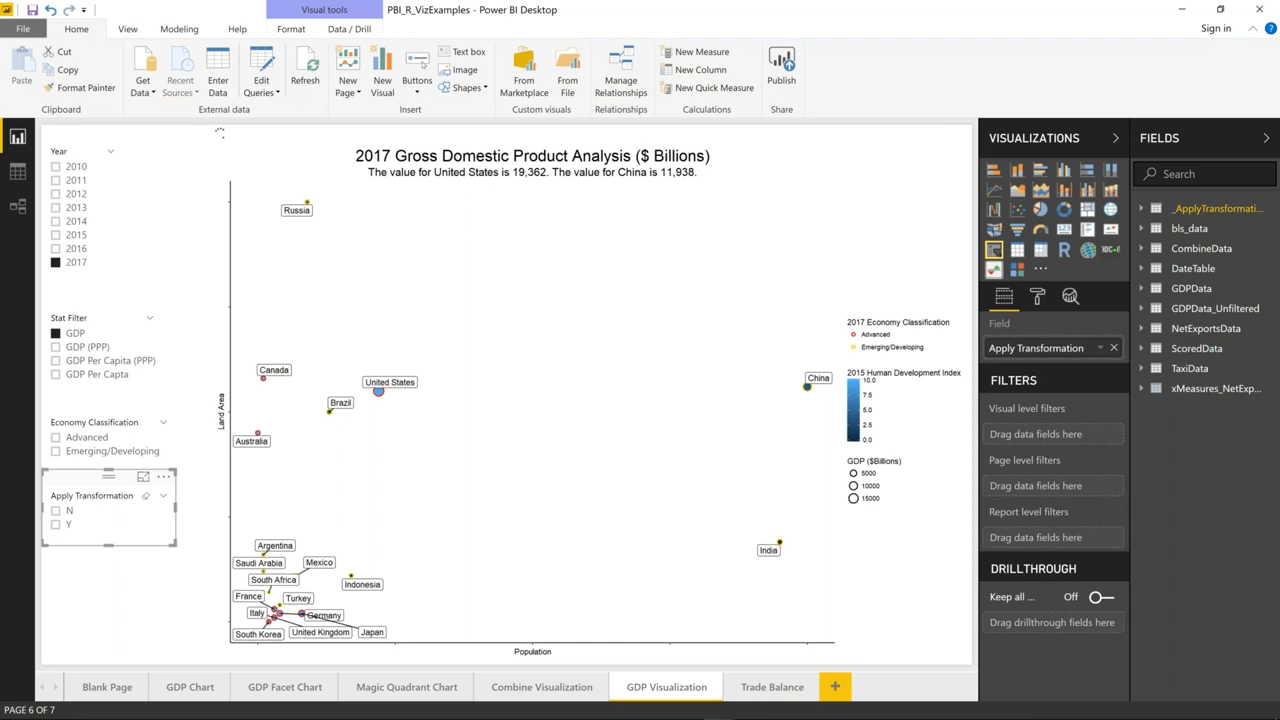 Visual tools
PBI_R_VizExamples - Power BI Desktop
File
Home
View
Modeling
Help
Format
Data / Drill
Sign in
Paste
Cut
Copy
Format Painter
Clipboard
Get
Data
Recent
Sources
Enter
Data
External data
Edit
Queries
Refresh
New
Page
New
Visual
Buttons
Text box
Image
Shapes
Insert
From
Marketplace
From
File
Custom visuals
Manage
Relationships
Relationships
New Measure
New Column
New Quick Measure
Calculations
Publish
Share
Year
2010
2011
2012
2013
2014
2015
2016
2017
Stat Filter
GDP
GDP (PPP)
GDP Per Capita (PPP)
GDP Per Capta
Economy Classification
Advanced
Emerging/Developing
Apply Transformation
N
Y
2017 Gross Domestic Product Analysis ($ Billions)
The value for United States is 19,362. The value for China is 11,938.
Land Area
Russia
Canada
United States
China
Brazil
Australia
India
Argentina
Saudi Arabia
Mexico
South Africa
Indonesia
France
Turkey
Italy
Germany
South Korea
United Kingdom
Japan
Population
2017 Economy Classification
Advanced
Emerging/Developing
2015 Human Development Index
10.0
7.5
5.0
2.5
0.0
GDP ($Billions)
5000
10000
15000
VISUALIZATIONS
R
ABC
Field
Apply Transformation
FILTERS
Visual level filters
Drag data fields here
Page level filters
Drag data fields here
Report level filters
Drag data fields here
DRILLTHROUGH
Keep all ...
Off
Drag drillthrough fields here
FIELDS
Search
_ApplyTransformati...
bls_data
CombineData
DateTable
GDPData
GDPData_Unfiltered
NetExportsData
ScoredData
TaxiData
xMeasures_NetExp...
Blank Page
GDP Chart
GDP Facet Chart
Magic Quadrant Chart
Combine Visualization
GDP Visualization
Trade Balance
PAGE 6 OF 7